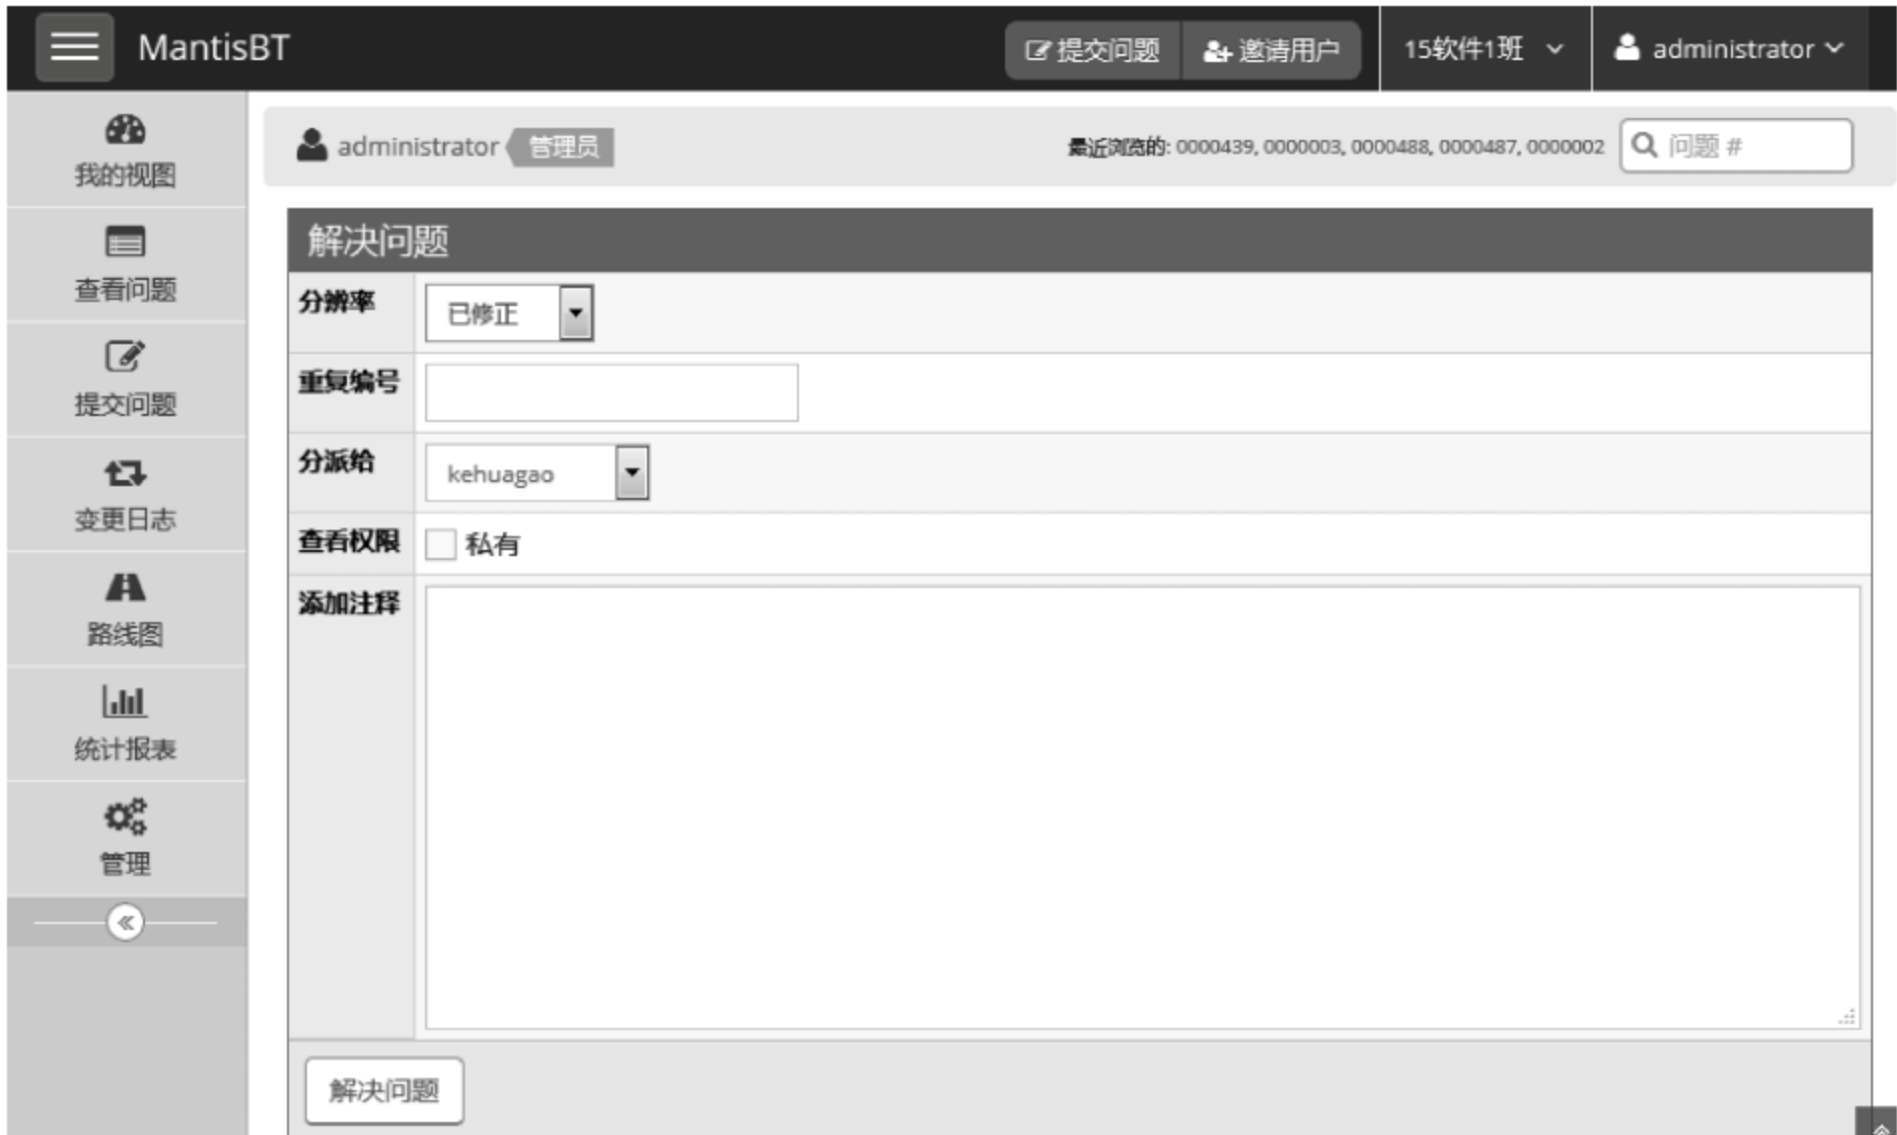 MantisBT
提交问题 邀请用户 15软件1班 administrator
administrator 管理员 最近浏览的: 0000439, 0000003, 0000488, 0000487, 0000002 问题 #
我的视图
查看问题
提交问题
变更日志
路线图
统计报表
管理
解决问题
分辨率 已修正
重复编号
分派给 kehuagao
查看权限 私有
添加注释
解决问题